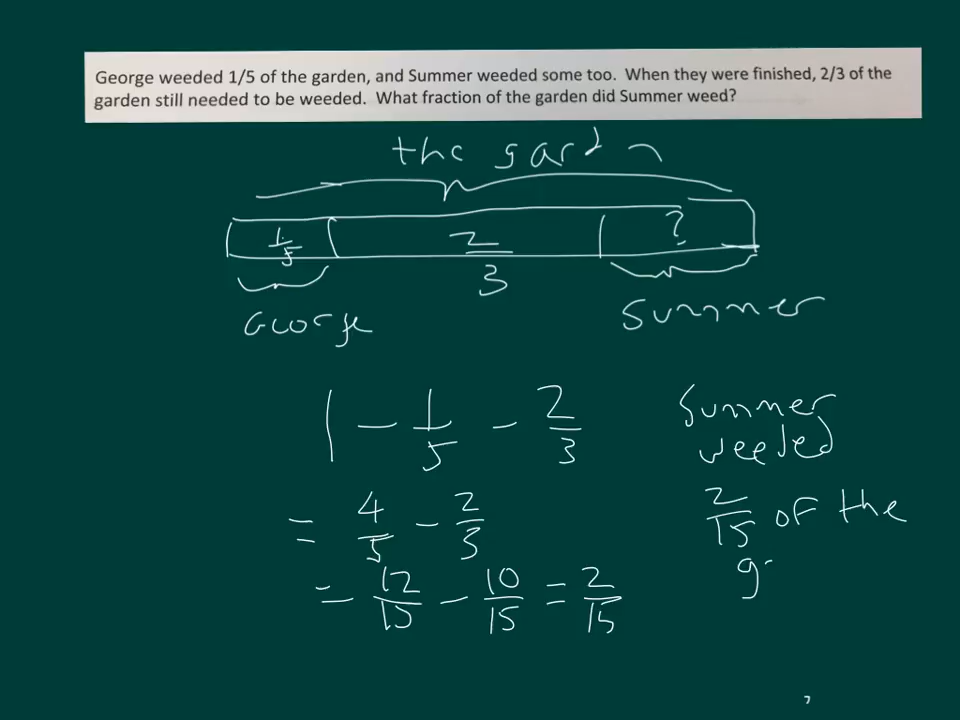 George weeded 1/5 of the garden, and Summer weeded some too. When they were finished, 2/3 of the
garden still needed to be weeded. What fraction of the garden did Summer weed?
the garden
1/5 2/3 ?
George Summer
1 - 1/5 - 2/3
= 4/5 - 2/3
= 12/15 - 10/15 = 2/15
Summer
weeded
2/15 of the
g